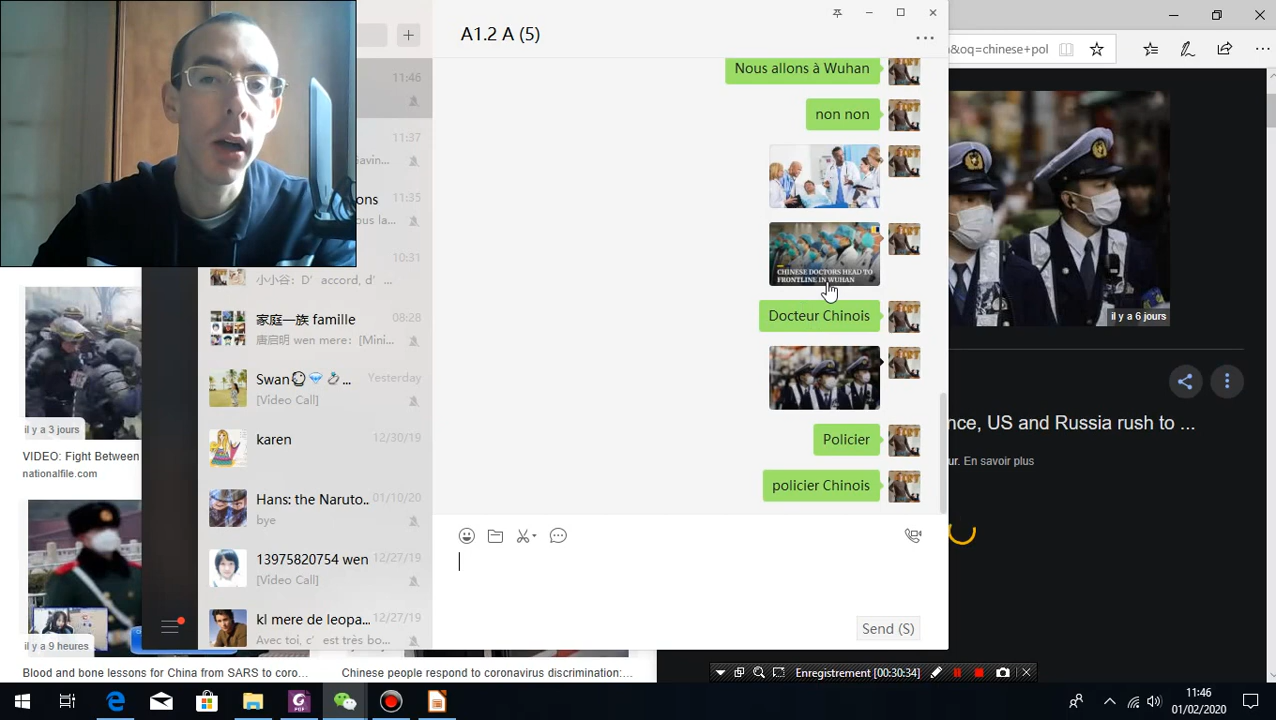 A1.2 A (5)
n&oq=chinese+pol
11:46
11:37
avin...
ons
11:35
ous la...
10:31
小小谷：D'accord, d'...
家庭一族 famille
08:28
唐启明 wen mere：[Mini...
Swan
...
Yesterday
[Video Call]
karen
12/30/19
Hans: the Naruto..
01/10/20
bye
13975820754 wen
12/27/19
[Video Call]
kl mere de leopa...
12/27/19
Avec toi, c'est très bo...
Nous allons à Wuhan
non non
CHINESE DOCTORS HEAD TO
FRONTLINE IN WUHAN
Docteur Chinois
Policier
policier Chinois
Send (S)
il y a 6 jours
nce, US and Russia rush to ...
ur. En savoir plus
il y a 3 jours
VIDEO: Fight Between
nationalfile.com
il y a 9 heures
Blood and bone lessons for China from SARS to coro...
Chinese people respond to coronavirus discrimination:...
Enregistrement [00:30:34]
11:46
01/02/2020